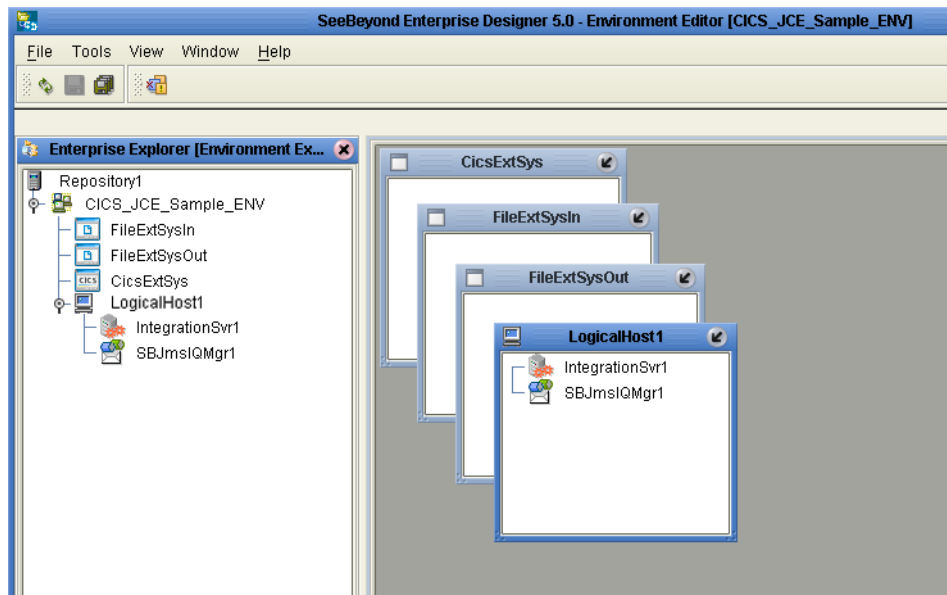 SeeBeyond Enterprise Designer 5.0 - Environment Editor [CICS_JCE_Sample_ENV]
File Tools View Window Help
Enterprise Explorer [Environment Ex...
Repository1
CICS_JCE_Sample_ENV
FileExtSysIn
FileExtSysOut
CICS CicsExtSys
LogicalHost1
IntegrationSvr1
SBJmsIQMgr1
CicsExtSys
FileExtSysIn
FileExtSysOut
LogicalHost1
IntegrationSvr1
SBJmsIQMgr1